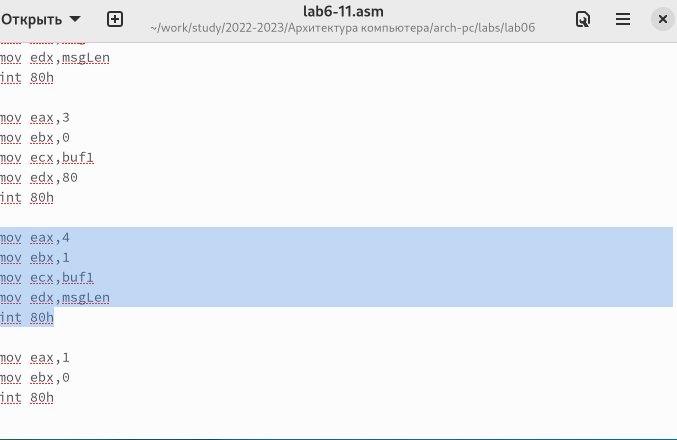 Открыть
lab6-11.asm
~/work/study/2022-2023/Архитектура компьютера/arch-pc/labs/lab06
mov edx,msgLen
int 80h
mov eax,3
mov ebx,0
mov ecx,buf1
mov edx,80
int 80h
mov eax,4
mov ebx,1
mov ecx,buf1
mov edx,msgLen
int 80h
mov eax,1
mov ebx,0
int 80h